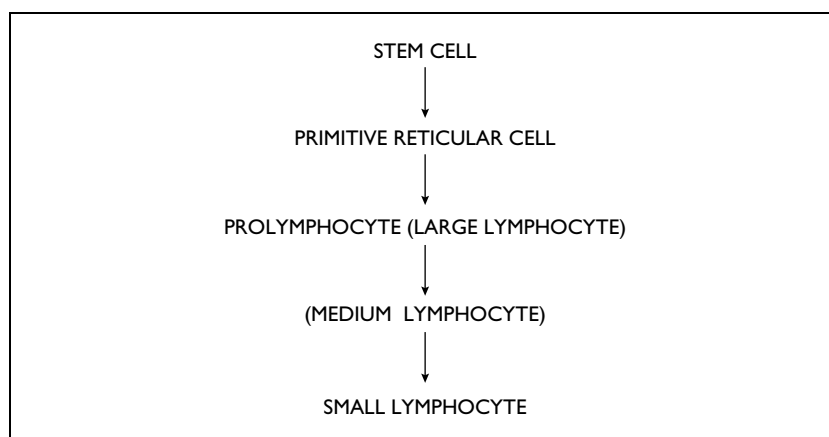 STEM CELL
PRIMITIVE RETICULAR CELL
PROLYMPHOCYTE (LARGE LYMPHOCYTE)
(MEDIUM LYMPHOCYTE)
SMALL LYMPHOCYTE